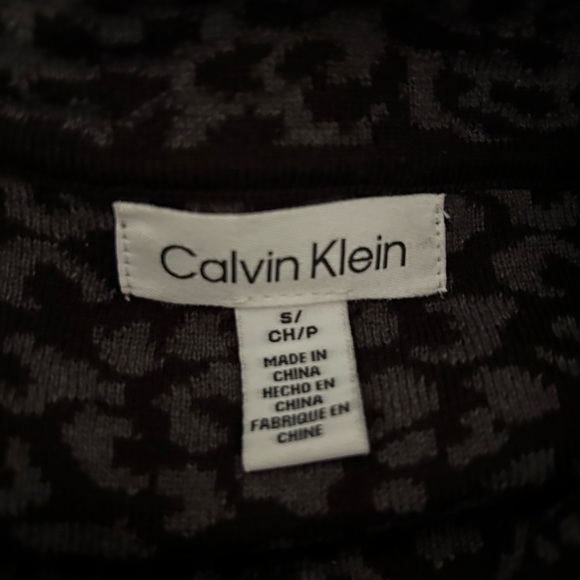 Calvin Klein
S/
CH/P
MADE IN
CHINA
HECHO EN
CHINA
FABRIQUE EN
CHINE